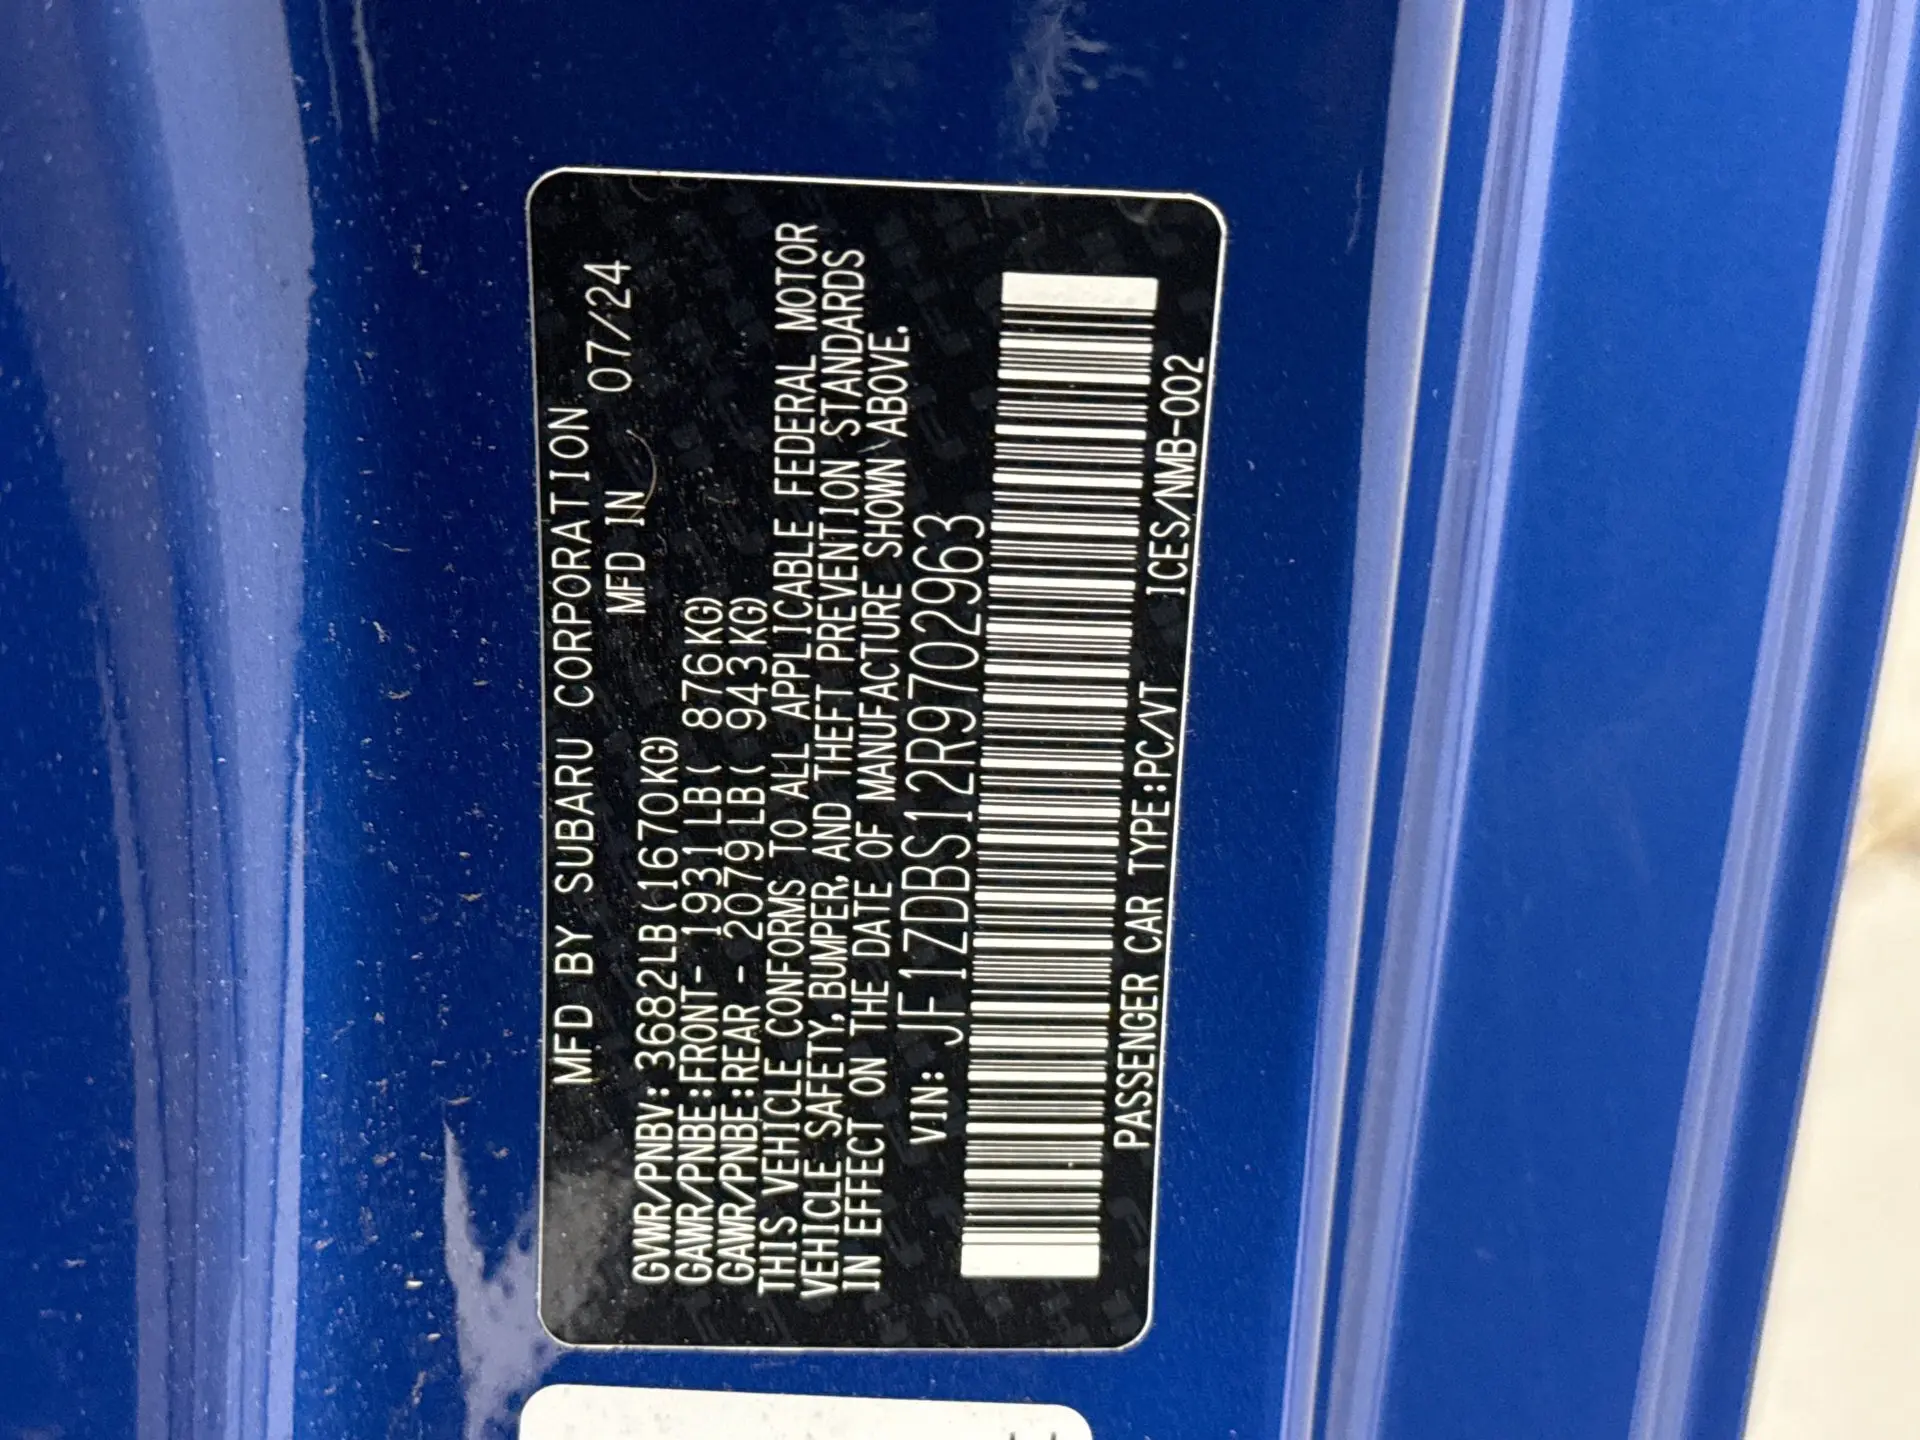 MFD BY SUBARU CORPORATION
MFD IN 07/24
GVWR/PNBV: 3682LB(1670KG)
GAWR/PNBE:FRONT- 1931LB( 876KG)
GAWR/PNBE:REAR - 2079LB( 943KG)
THIS VEHICLE CONFORMS TO ALL APPLICABLE FEDERAL MOTOR
VEHICLE SAFETY, BUMPER, AND THEFT PREVENTION STANDARDS
IN EFFECT ON THE DATE OF MANUFACTURE SHOWN ABOVE.
VIN: JF1ZDBS12R9702963
PASSENGER CAR TYPE:PC/VT ICES/NMB-002